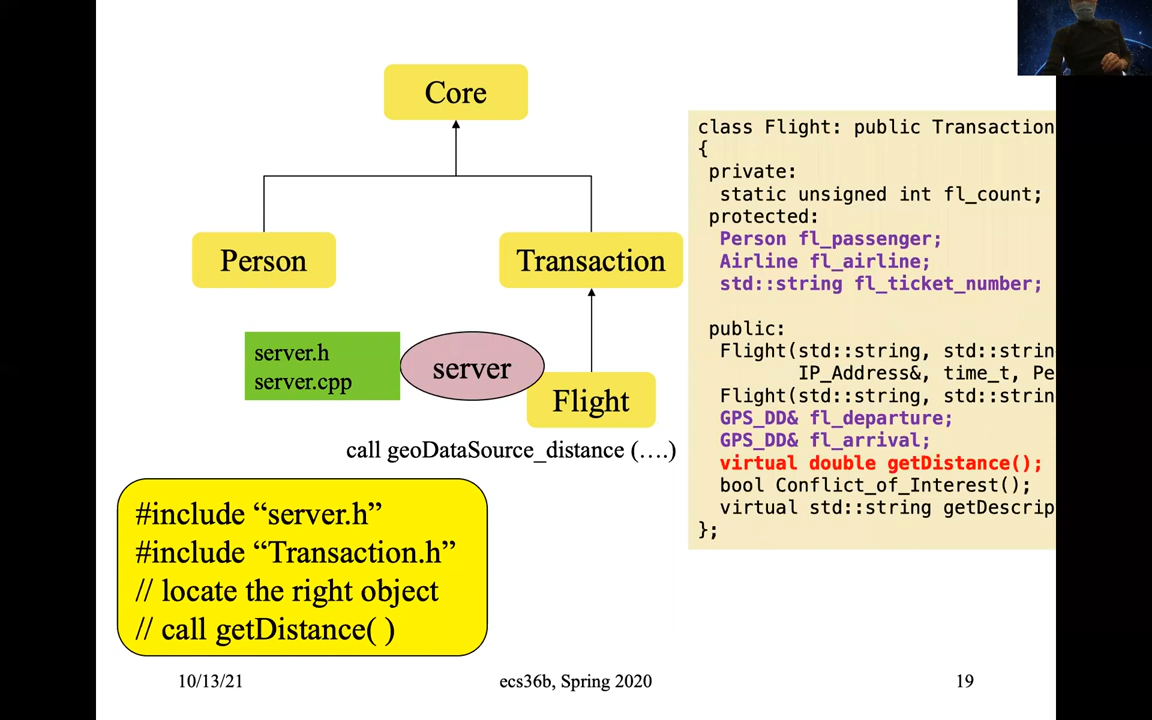 Core
Person
Transaction
server.h
server.cpp
server
Flight
call geoDataSource_distance (….)
#include “server.h”
#include “Transaction.h”
// locate the right object
// call getDistance( )
class Flight: public Transaction
{
private:
static unsigned int fl_count;
protected:
Person fl_passenger;
Airline fl_airline;
std::string fl_ticket_number;
public:
Flight(std::string, std::strin
IP_Address&, time_t, Pe
Flight(std::string, std::strin
GPS_DD& fl_departure;
GPS_DD& fl_arrival;
virtual double getDistance();
bool Conflict_of_Interest();
virtual std::string getDescrip
};
10/13/21
ecs36b, Spring 2020
19